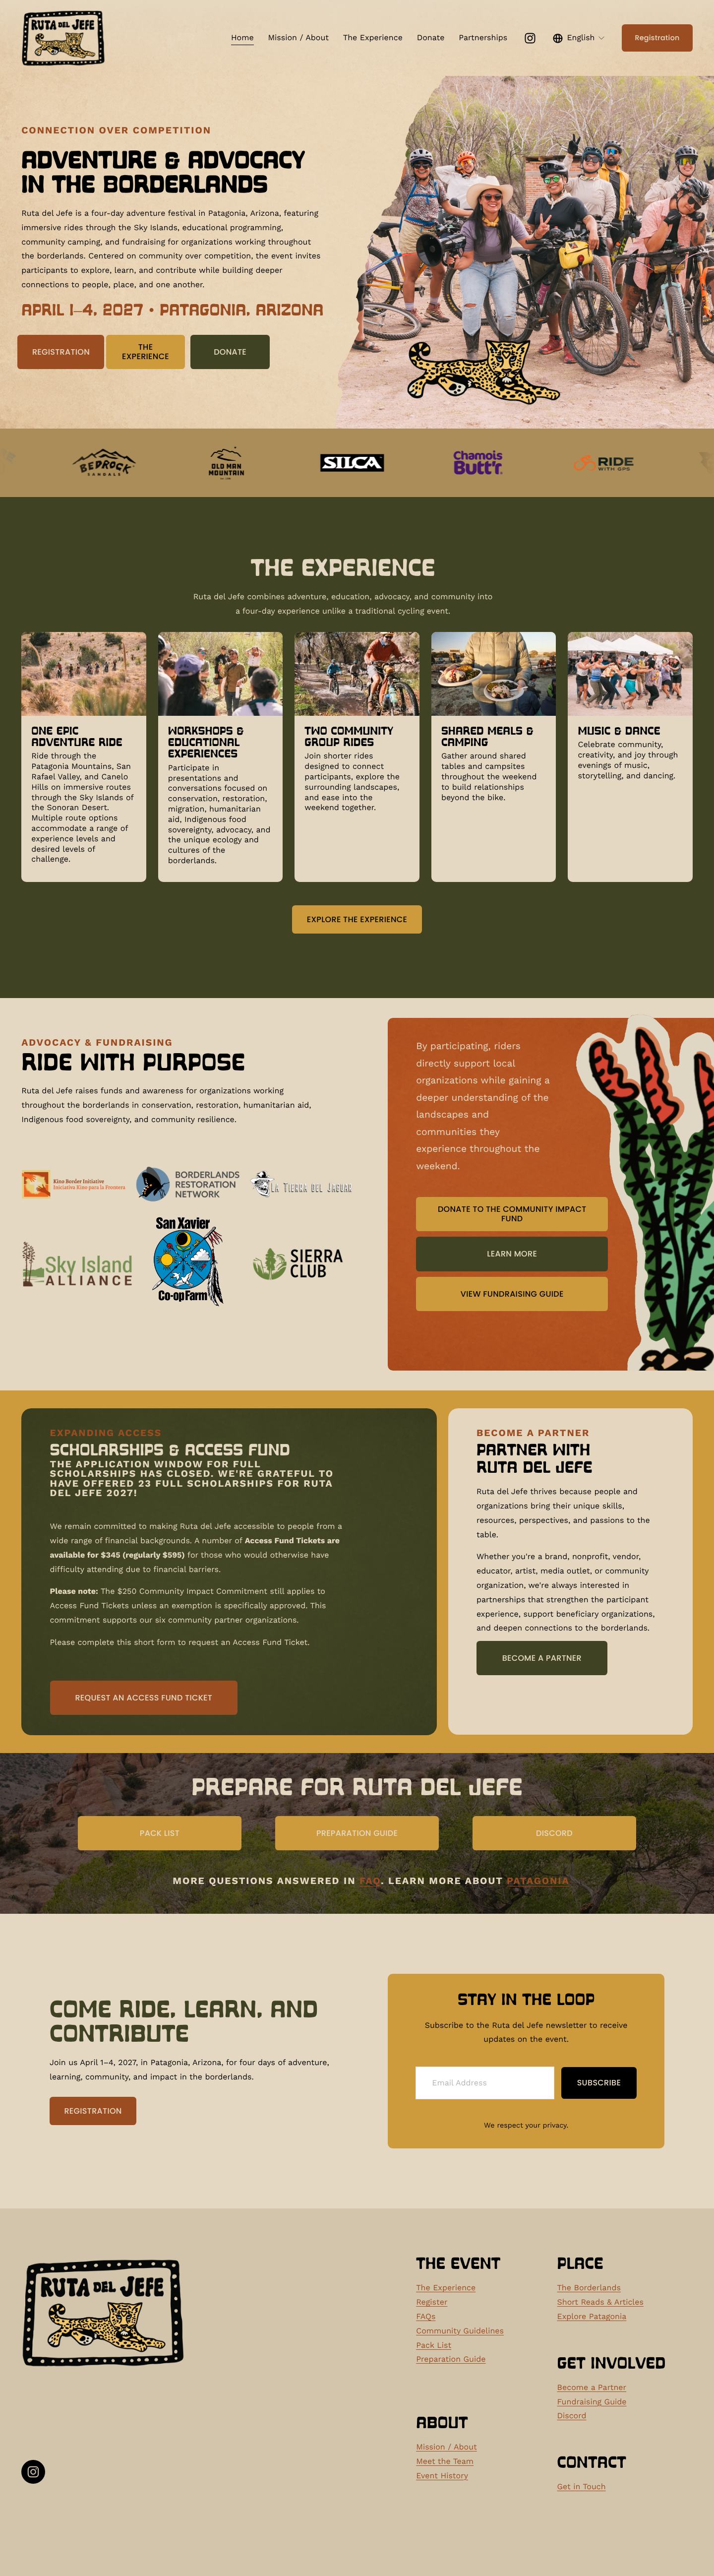 RUTA DEL JEFE
Home
Mission / About
The Experience
Donate
Partnerships
English
Registration
CONNECTION OVER COMPETITION
ADVENTURE & ADVOCACY
IN THE BORDERLANDS
Ruta del Jefe is a four-day adventure festival in Patagonia, Arizona, featuring
immersive rides through the Sky Islands, educational programming,
community camping, and fundraising for organizations working throughout
the borderlands. Centered on community over competition, the event invites
participants to explore, learn, and contribute while building deeper
connections to people, place, and one another.
APRIL 1–4, 2027 • PATAGONIA, ARIZONA
REGISTRATION
THE
EXPERIENCE
DONATE
BEDROCK
SANDALS
OLD MAN
MOUNTAIN
SILCA
Chamois
Butt'r
RIDE
WITH GPS
THE EXPERIENCE
Ruta del Jefe combines adventure, education, advocacy, and community into
a four-day experience unlike a traditional cycling event.
ONE EPIC
ADVENTURE RIDE
Ride through the
Patagonia Mountains, San
Rafael Valley, and Canelo
Hills on immersive routes
through the Sky Islands of
the Sonoran Desert.
Multiple route options
accommodate a range of
experience levels and
desired levels of
challenge.
WORKSHOPS &
EDUCATIONAL
EXPERIENCES
Participate in
presentations and
conversations focused on
conservation, restoration,
migration, humanitarian
aid, Indigenous food
sovereignty, advocacy, and
the unique ecology and
cultures of the
borderlands.
TWO COMMUNITY
GROUP RIDES
Join shorter rides
designed to connect
participants, explore the
surrounding landscapes,
and ease into the
weekend together.
SHARED MEALS &
CAMPING
Gather around shared
tables and campsites
throughout the weekend
to build relationships
beyond the bike.
MUSIC & DANCE
Celebrate community,
creativity, and joy through
evenings of music,
storytelling, and dancing.
EXPLORE THE EXPERIENCE
ADVOCACY & FUNDRAISING
RIDE WITH PURPOSE
Ruta del Jefe raises funds and awareness for organizations working
throughout the borderlands in conservation, restoration, humanitarian aid,
Indigenous food sovereignty, and community resilience.
Kino Border Initiative
Iniciativa Kino para la Frontera
BORDERLANDS
RESTORATION
NETWORK
LA TIERRA DEL JAGUAR
Sky Island
ALLIANCE
San Xavier
Co-op Farm
SIERRA
CLUB
By participating, riders
directly support local
organizations while gaining a
deeper understanding of the
landscapes and
communities they
experience throughout the
weekend.
DONATE TO THE COMMUNITY IMPACT
FUND
LEARN MORE
VIEW FUNDRAISING GUIDE
EXPANDING ACCESS
SCHOLARSHIPS & ACCESS FUND
THE APPLICATION WINDOW FOR FULL
SCHOLARSHIPS HAS CLOSED. WE'RE GRATEFUL TO
HAVE OFFERED 23 FULL SCHOLARSHIPS FOR RUTA
DEL JEFE 2027!
We remain committed to making Ruta del Jefe accessible to people from a
wide range of financial backgrounds. A number of Access Fund Tickets are
available for $345 (regularly $595) for those who would otherwise have
difficulty attending due to financial barriers.
Please note: The $250 Community Impact Commitment still applies to
Access Fund Tickets unless an exemption is specifically approved. This
commitment supports our six community partner organizations.
Please complete this short form to request an Access Fund Ticket.
REQUEST AN ACCESS FUND TICKET
BECOME A PARTNER
PARTNER WITH
RUTA DEL JEFE
Ruta del Jefe thrives because people and
organizations bring their unique skills,
resources, perspectives, and passions to the
table.
Whether you're a brand, nonprofit, vendor,
educator, artist, media outlet, or community
organization, we're always interested in
partnerships that strengthen the participant
experience, support beneficiary organizations,
and deepen connections to the borderlands.
BECOME A PARTNER
PREPARE FOR RUTA DEL JEFE
PACK LIST
PREPARATION GUIDE
DISCORD
MORE QUESTIONS ANSWERED IN FAQ. LEARN MORE ABOUT PATAGONIA
COME RIDE, LEARN, AND
CONTRIBUTE
Join us April 1–4, 2027, in Patagonia, Arizona, for four days of adventure,
learning, community, and impact in the borderlands.
REGISTRATION
STAY IN THE LOOP
Subscribe to the Ruta del Jefe newsletter to receive
updates on the event.
Email Address
SUBSCRIBE
We respect your privacy.
RUTA DEL JEFE
THE EVENT
The Experience
Register
FAQs
Community Guidelines
Pack List
Preparation Guide
ABOUT
Mission / About
Meet the Team
Event History
PLACE
The Borderlands
Short Reads & Articles
Explore Patagonia
GET INVOLVED
Become a Partner
Fundraising Guide
Discord
CONTACT
Get in Touch